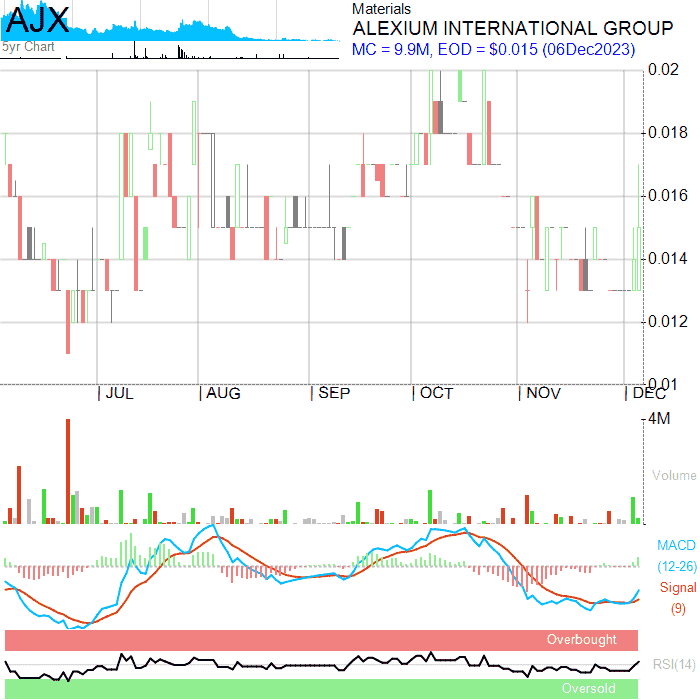 AJX
5yr Chart
Materials
ALEXIUM INTERNATIONAL GROUP
MC = 9.9M, EOD = $0.015 (06Dec2023)
0.02
0.018
0.016
0.014
0.012
0.01
JUL
AUG
SEP
OCT
NOV
DEC
4M
Volume
MACD
(12-26)
Signal
(9)
Overbought
RSI(14)
Oversold